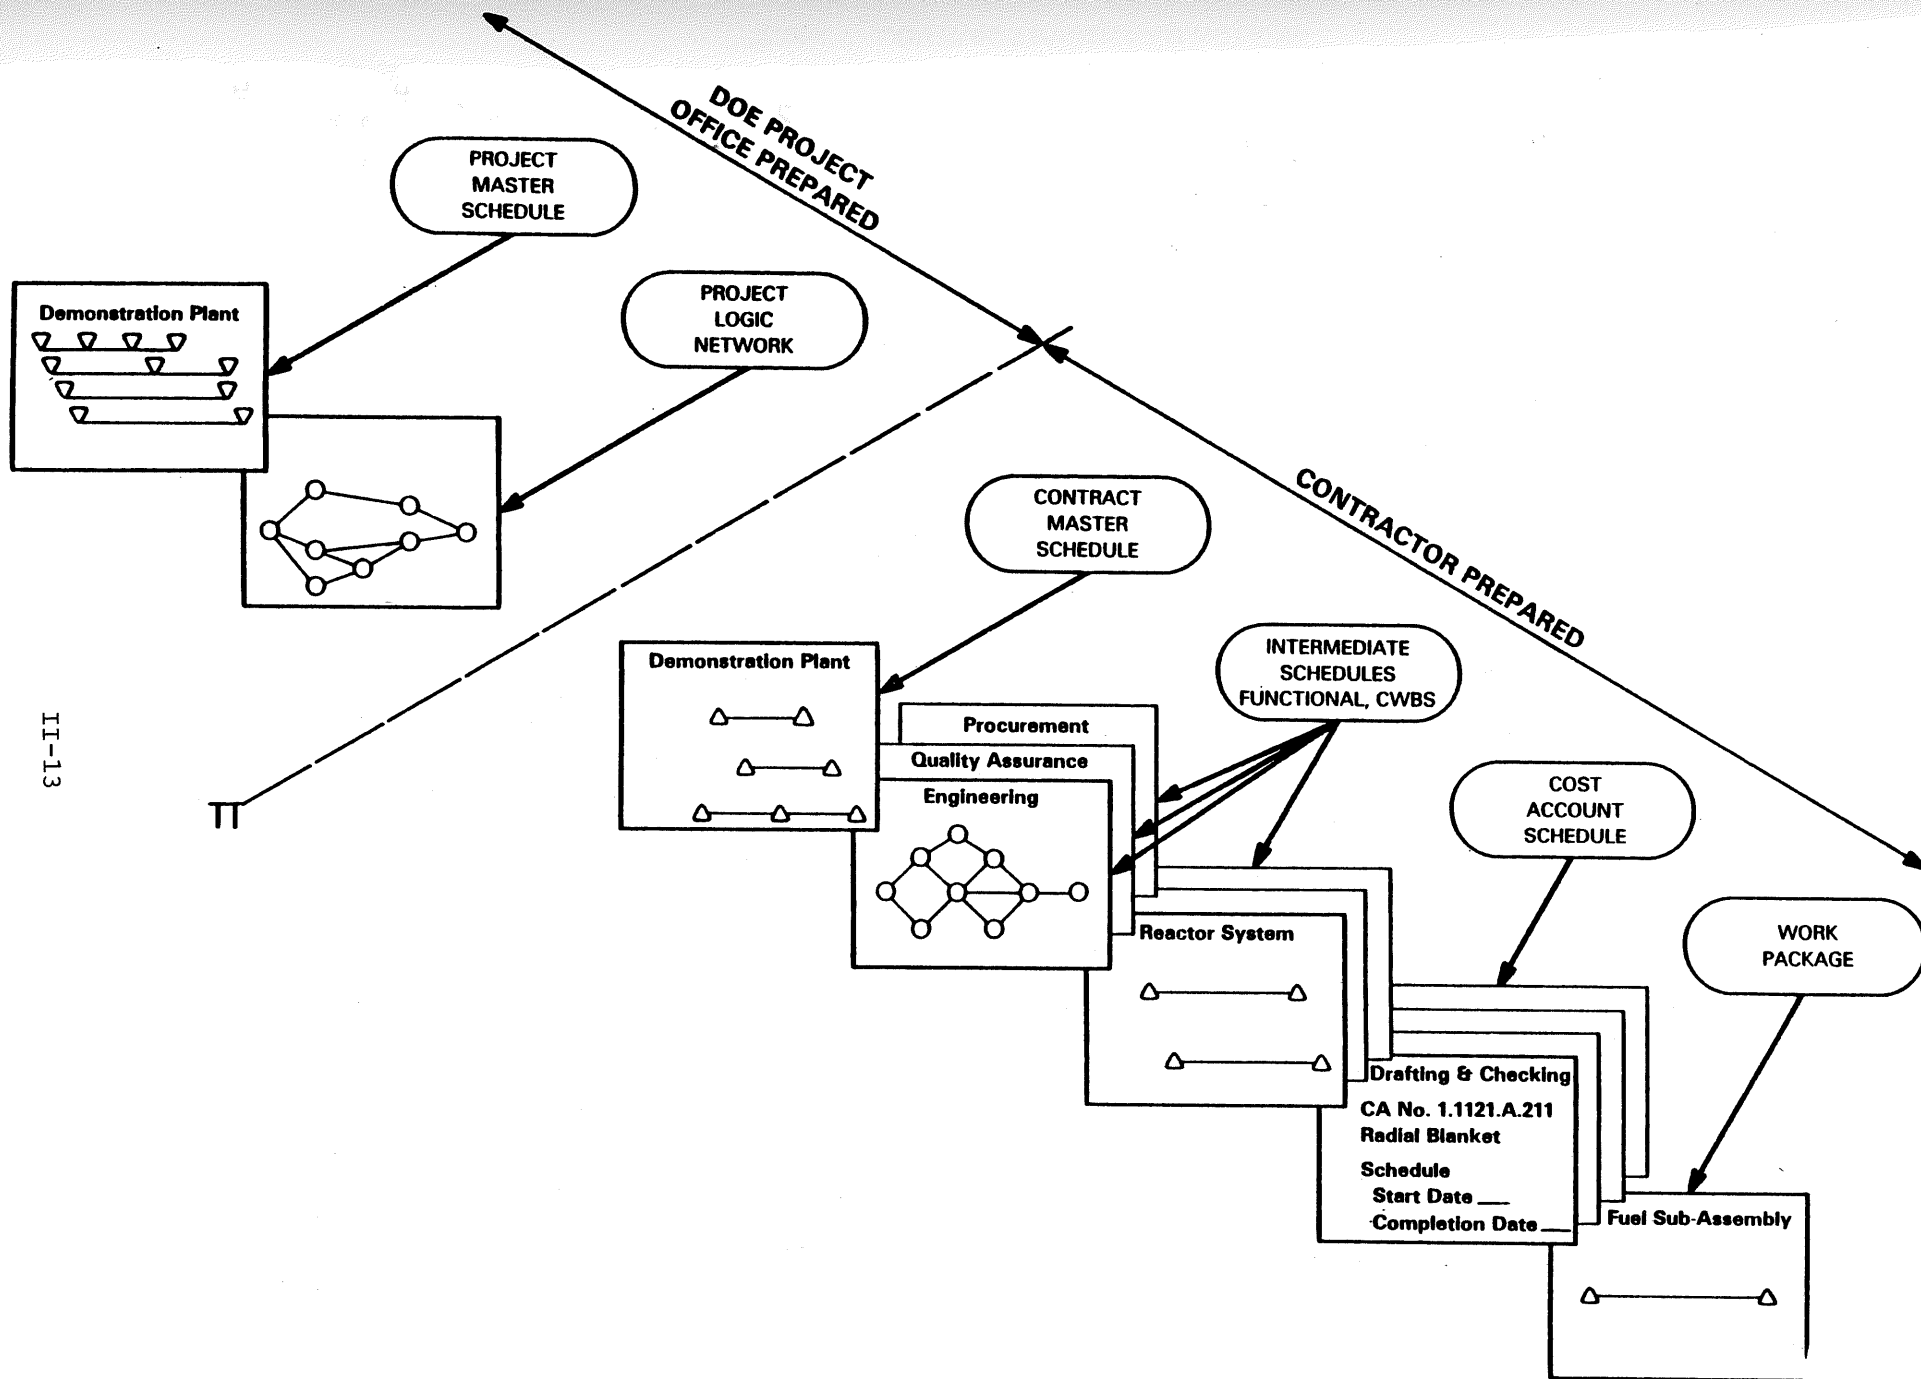 DOE PROJECT
OFFICE PREPARED
PROJECT
MASTER
SCHEDULE
PROJECT
LOGIC
NETWORK
Demonstration Plant
CONTRACTOR PREPARED
CONTRACT
MASTER
SCHEDULE
INTERMEDIATE
SCHEDULES
FUNCTIONAL, CWBS
Demonstration Plant
Procurement
Quality Assurance
Engineering
COST
ACCOUNT
SCHEDULE
Reactor System
WORK
PACKAGE
Drafting & Checking
CA No. 1.1121.A.211
Radial Blanket
Schedule
Start Date ___
Completion Date ___
Fuel Sub-Assembly
II-13